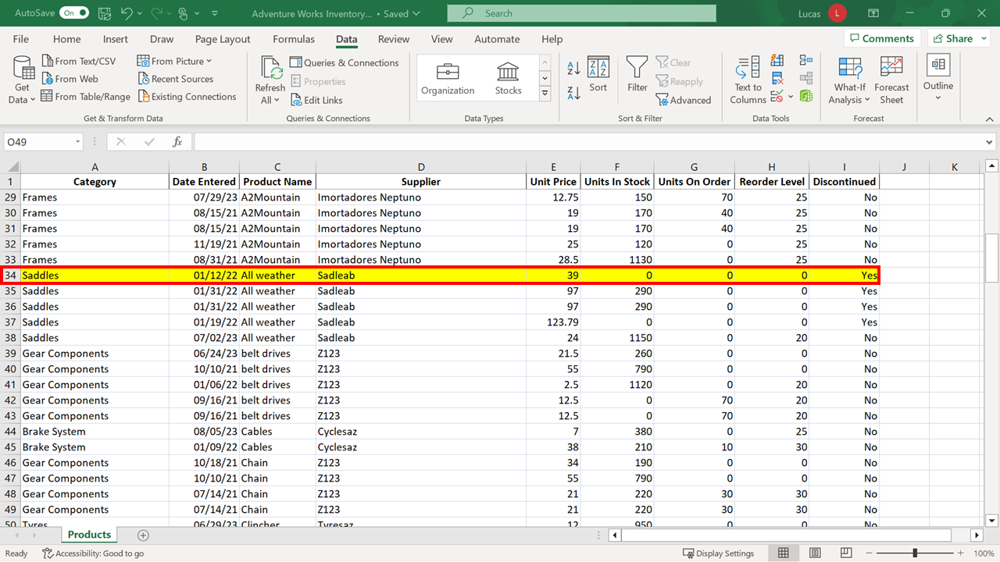 AutoSave On Adventure Works Inventory... • Saved Search Lucas L
File Home Insert Draw Page Layout Formulas Data Review View Automate Help Comments Share
Get Data
From Text/CSV
From Web
From Table/Range
From Picture
Recent Sources
Existing Connections
Get & Transform Data
Refresh All
Queries & Connections
Properties
Edit Links
Queries & Connections
Organization Stocks
Data Types
Sort
Filter
Clear
Reapply
Advanced
Sort & Filter
Text to Columns
Data Tools
What-If Analysis
Forecast Sheet
Forecast
Outline
O49 fx
A B C D E F G H I J K
1 Category Date Entered Product Name Supplier Unit Price Units In Stock Units On Order Reorder Level Discontinued
29 Frames 07/29/23 A2Mountain Imortadores Neptuno 12.75 150 70 25 No
30 Frames 08/15/21 A2Mountain Imortadores Neptuno 19 170 40 25 No
31 Frames 08/15/21 A2Mountain Imortadores Neptuno 19 170 40 25 No
32 Frames 11/19/21 A2Mountain Imortadores Neptuno 25 120 0 25 No
33 Frames 08/31/21 A2Mountain Imortadores Neptuno 28.5 1130 0 25 No
34 Saddles 01/12/22 All weather Sadleab 39 0 0 0 Yes
35 Saddles 01/31/22 All weather Sadleab 97 290 0 0 Yes
36 Saddles 01/31/22 All weather Sadleab 97 290 0 0 Yes
37 Saddles 01/19/22 All weather Sadleab 123.79 0 0 0 Yes
38 Saddles 07/02/23 All weather Sadleab 24 1150 0 20 No
39 Gear Components 06/24/23 belt drives Z123 21.5 260 0 0 No
40 Gear Components 10/10/21 belt drives Z123 55 790 0 0 No
41 Gear Components 01/06/22 belt drives Z123 2.5 1120 0 20 No
42 Gear Components 09/16/21 belt drives Z123 12.5 0 70 20 No
43 Gear Components 09/16/21 belt drives Z123 12.5 0 70 20 No
44 Brake System 08/05/23 Cables Cyclesaz 7 380 0 25 No
45 Brake System 01/09/22 Cables Cyclesaz 38 210 10 30 No
46 Gear Components 10/18/21 Chain Z123 34 190 0 0 No
47 Gear Components 10/10/21 Chain Z123 55 790 0 0 No
48 Gear Components 07/14/21 Chain Z123 21 220 30 30 No
49 Gear Components 07/14/21 Chain Z123 21 220 30 30 No
50 Tyres 06/29/23 Clincher Tyresaz 12 950 0 0 No
Products
Ready Accessibility: Good to go Display Settings 100%